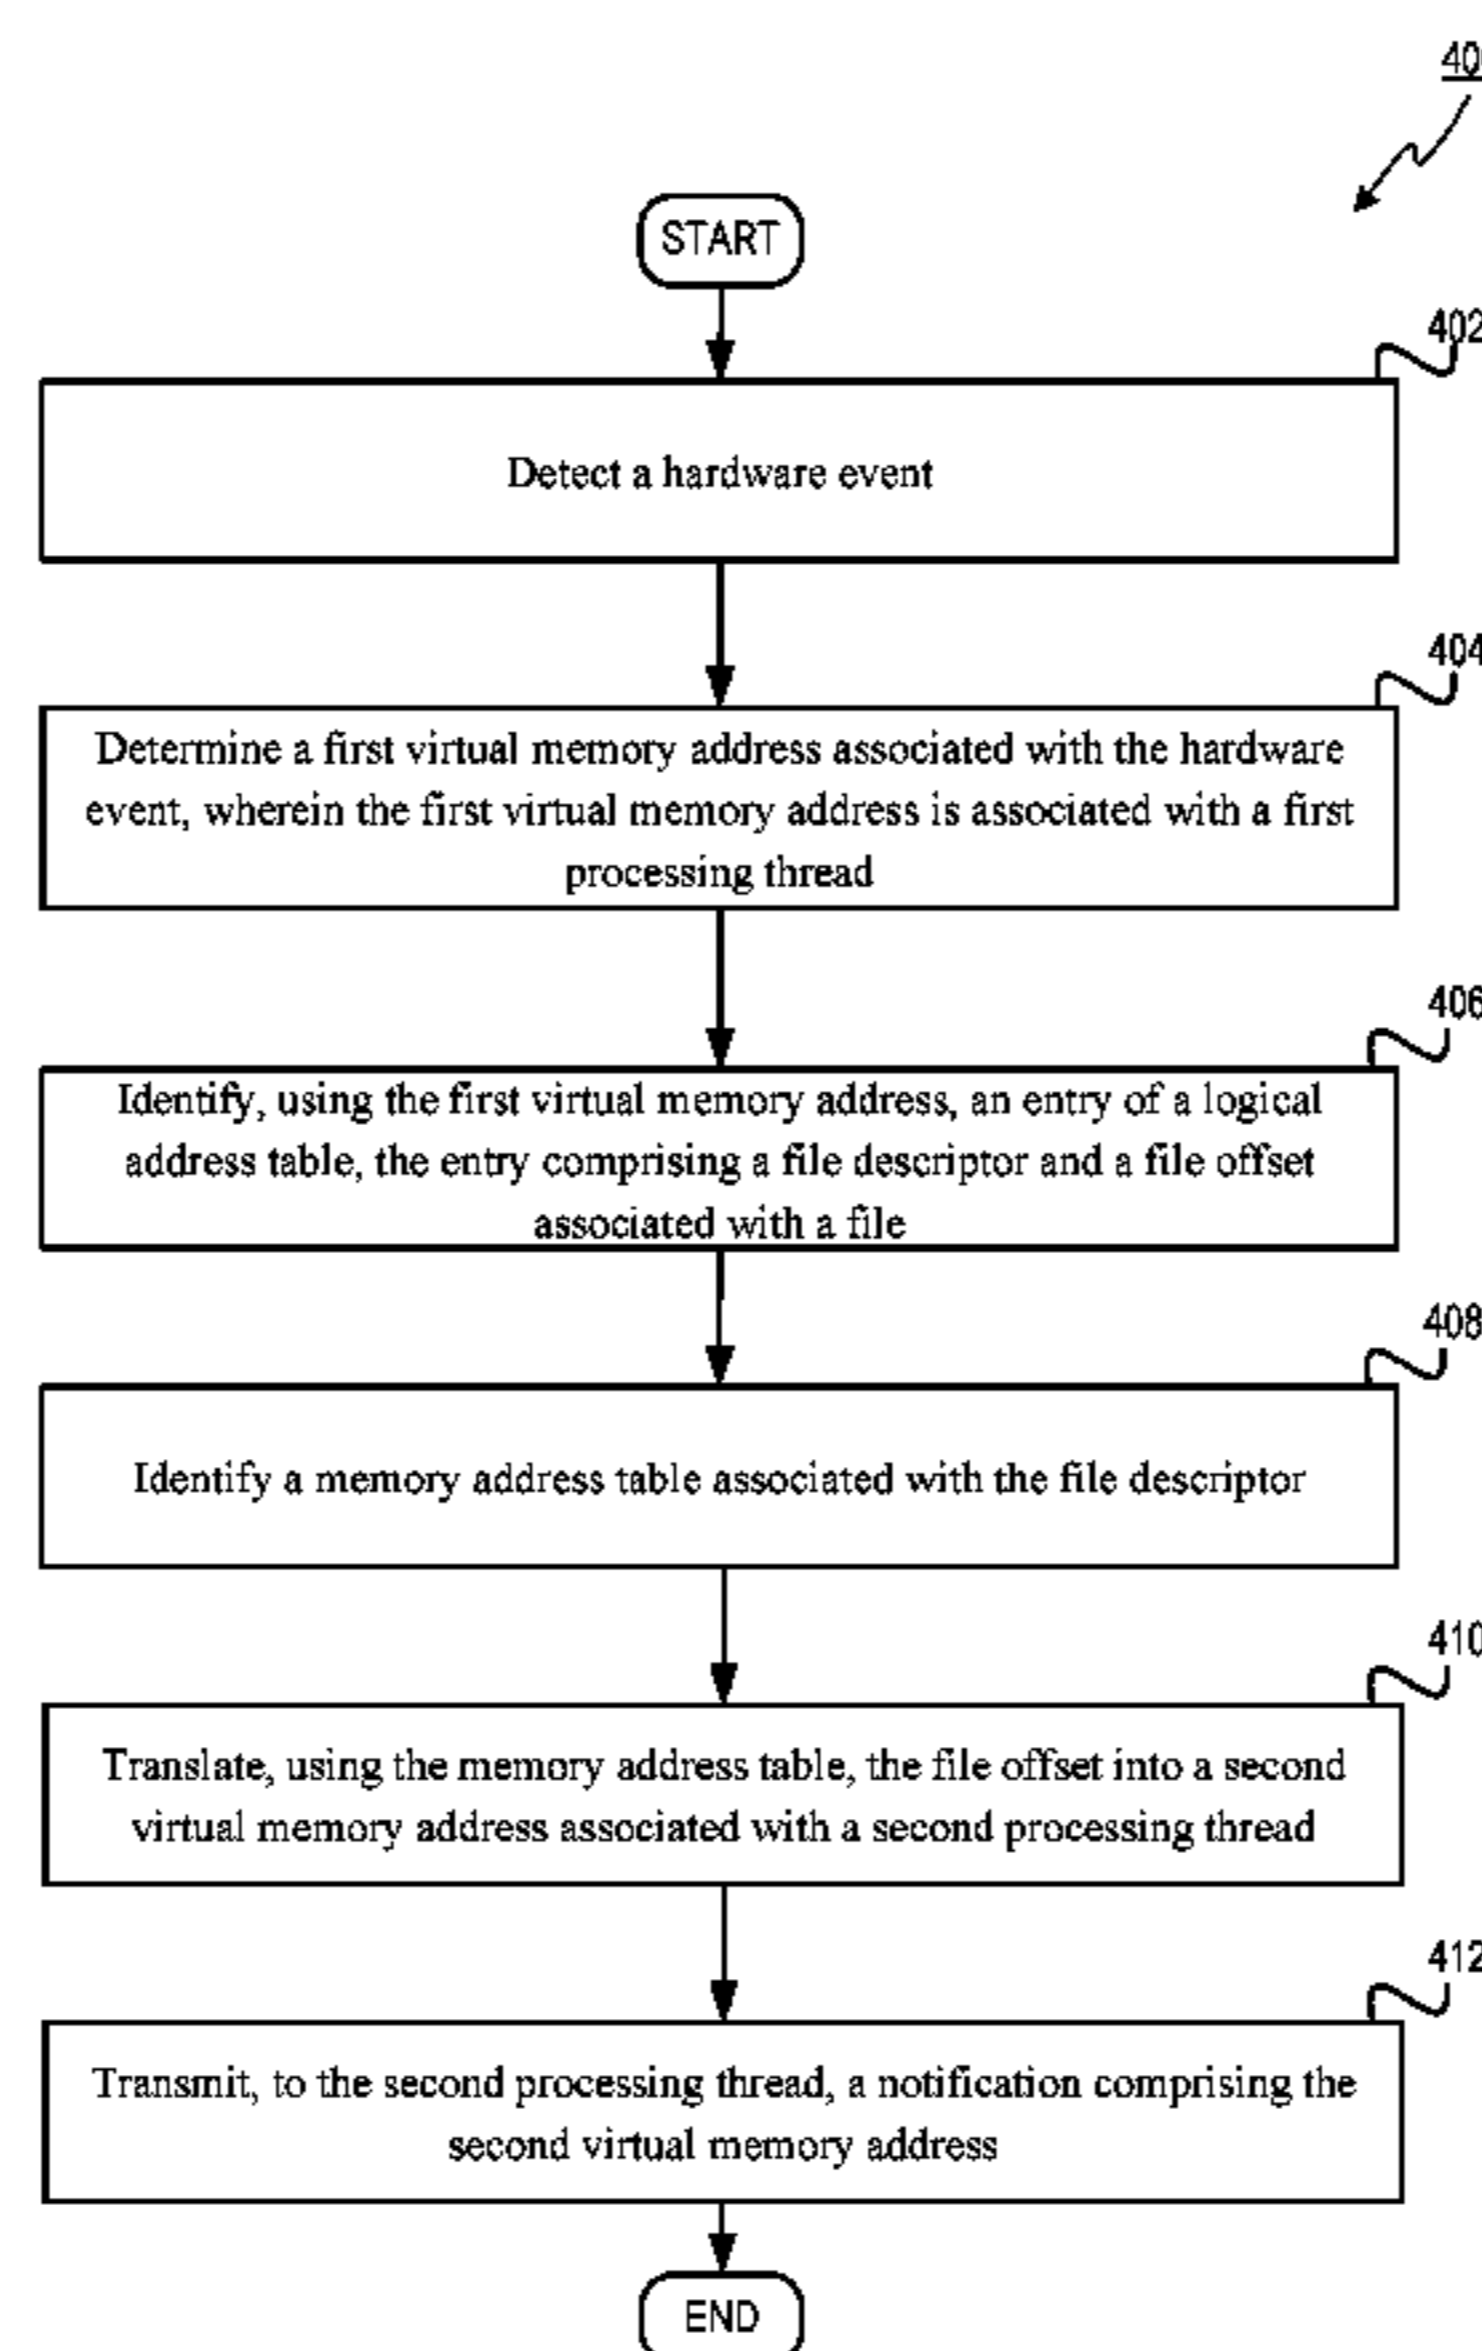 40
START
402
Detect a hardware event
404
Determine a first virtual memory address associated with the hardware
event, wherein the first virtual memory address is associated with a first
processing thread
406
Identify, using the first virtual memory address, an entry of a logical
address table, the entry comprising a file descriptor and a file offset
associated with a file
408
Identify a memory address table associated with the file descriptor
410
Translate, using the memory address table, the file offset into a second
virtual memory address associated with a second processing thread
412
Transmit, to the second processing thread, a notification comprising the
second virtual memory address
END